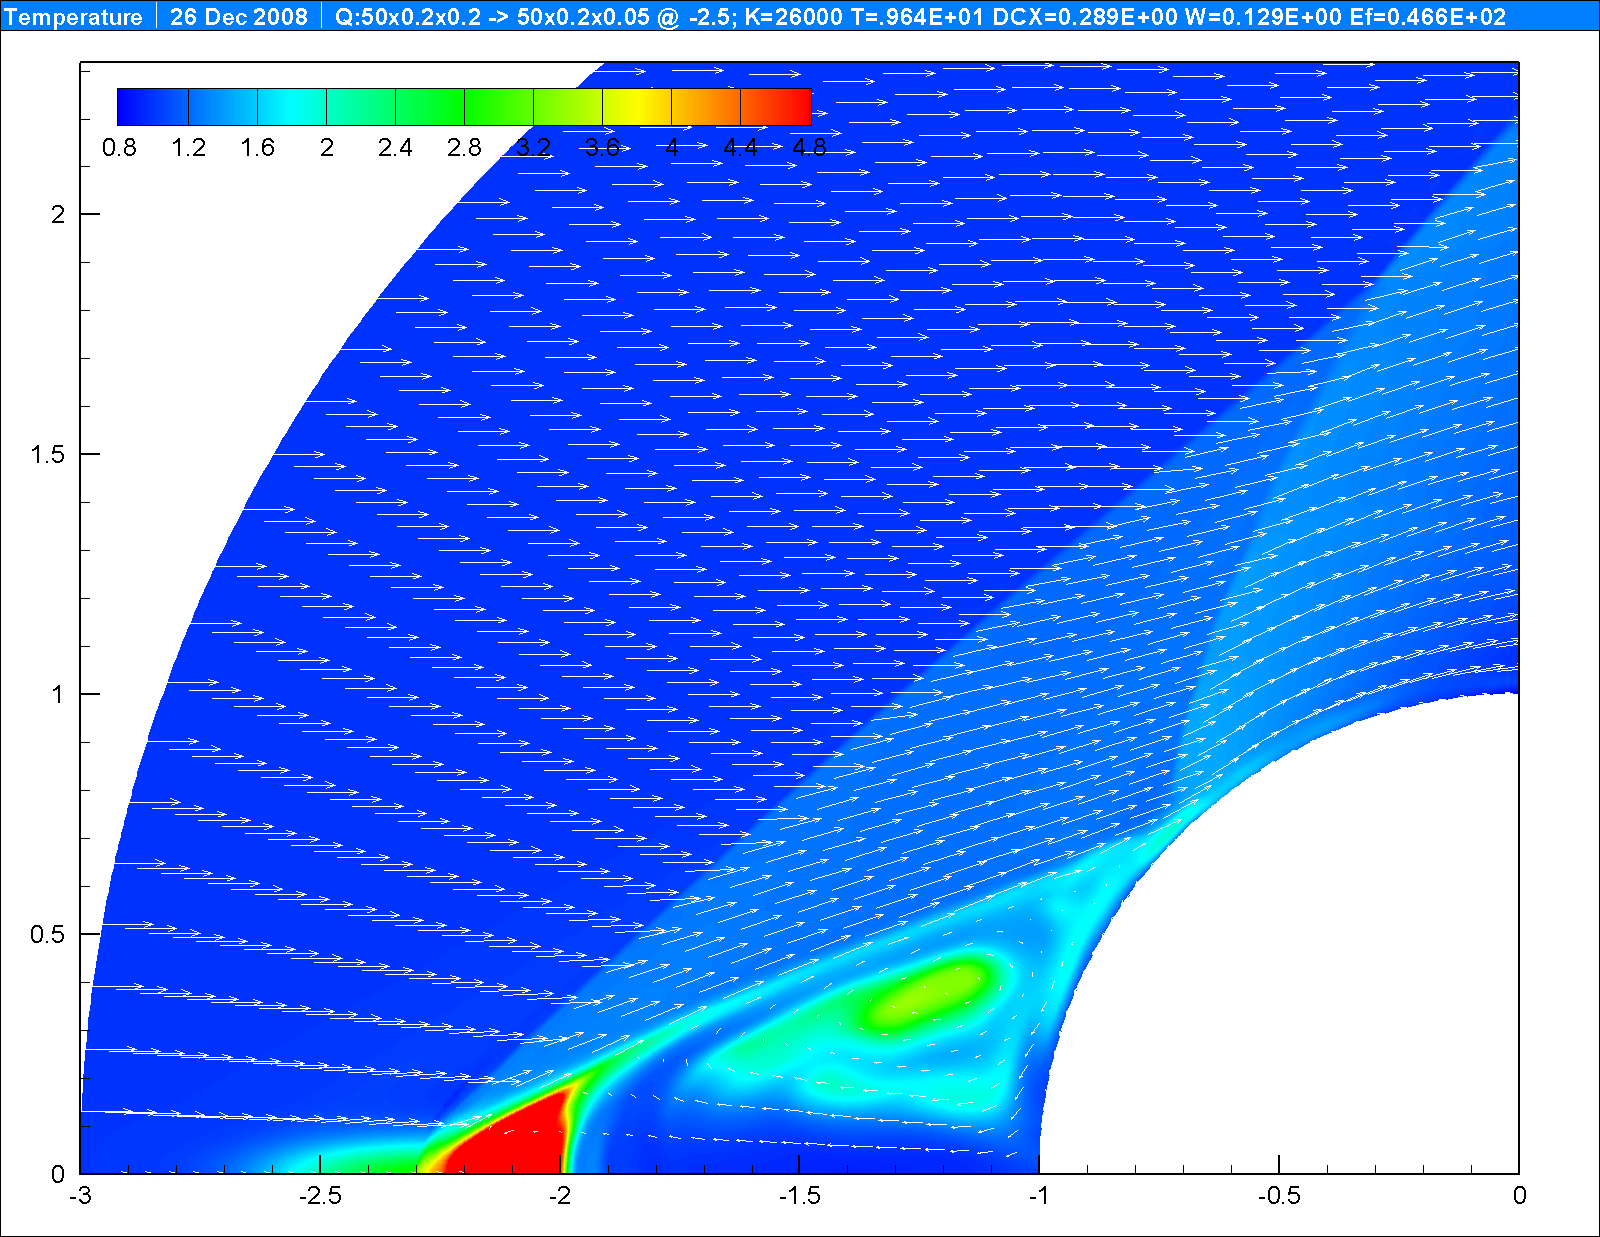 Temperature | 26 Dec 2008 | Q:50x0.2x0.2 -> 50x0.2x0.05 @ -2.5; K=26000 T=.964E+01 DCX=0.289E+00 W=0.129E+00 Ef=0.466E+02
0.8 1.2 1.6 2 2.4 2.8 3.2 3.6 4 4.4 4.8
2
1.5
1
0.5
0
-3 -2.5 -2 -1.5 -1 -0.5 0